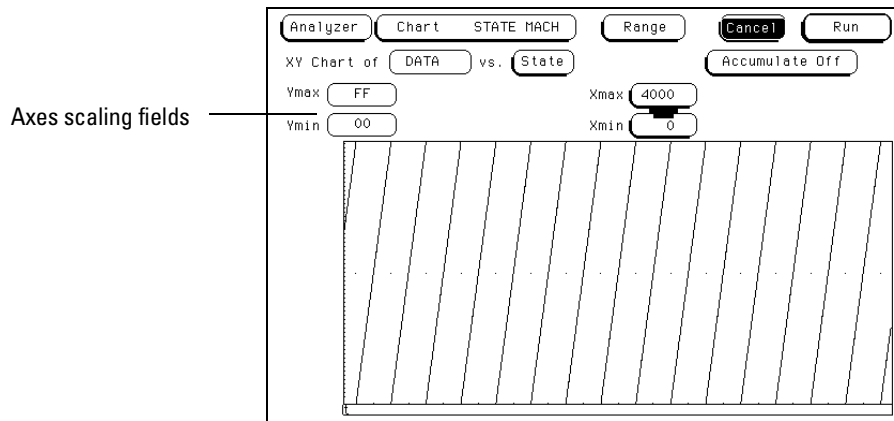 Analyzer Chart STATE MACH Range Cancel Run
XY Chart of DATA vs. State Accumulate Off
Ymax FF Xmax 4000
Axes scaling fields
Ymin 00 Xmin 0